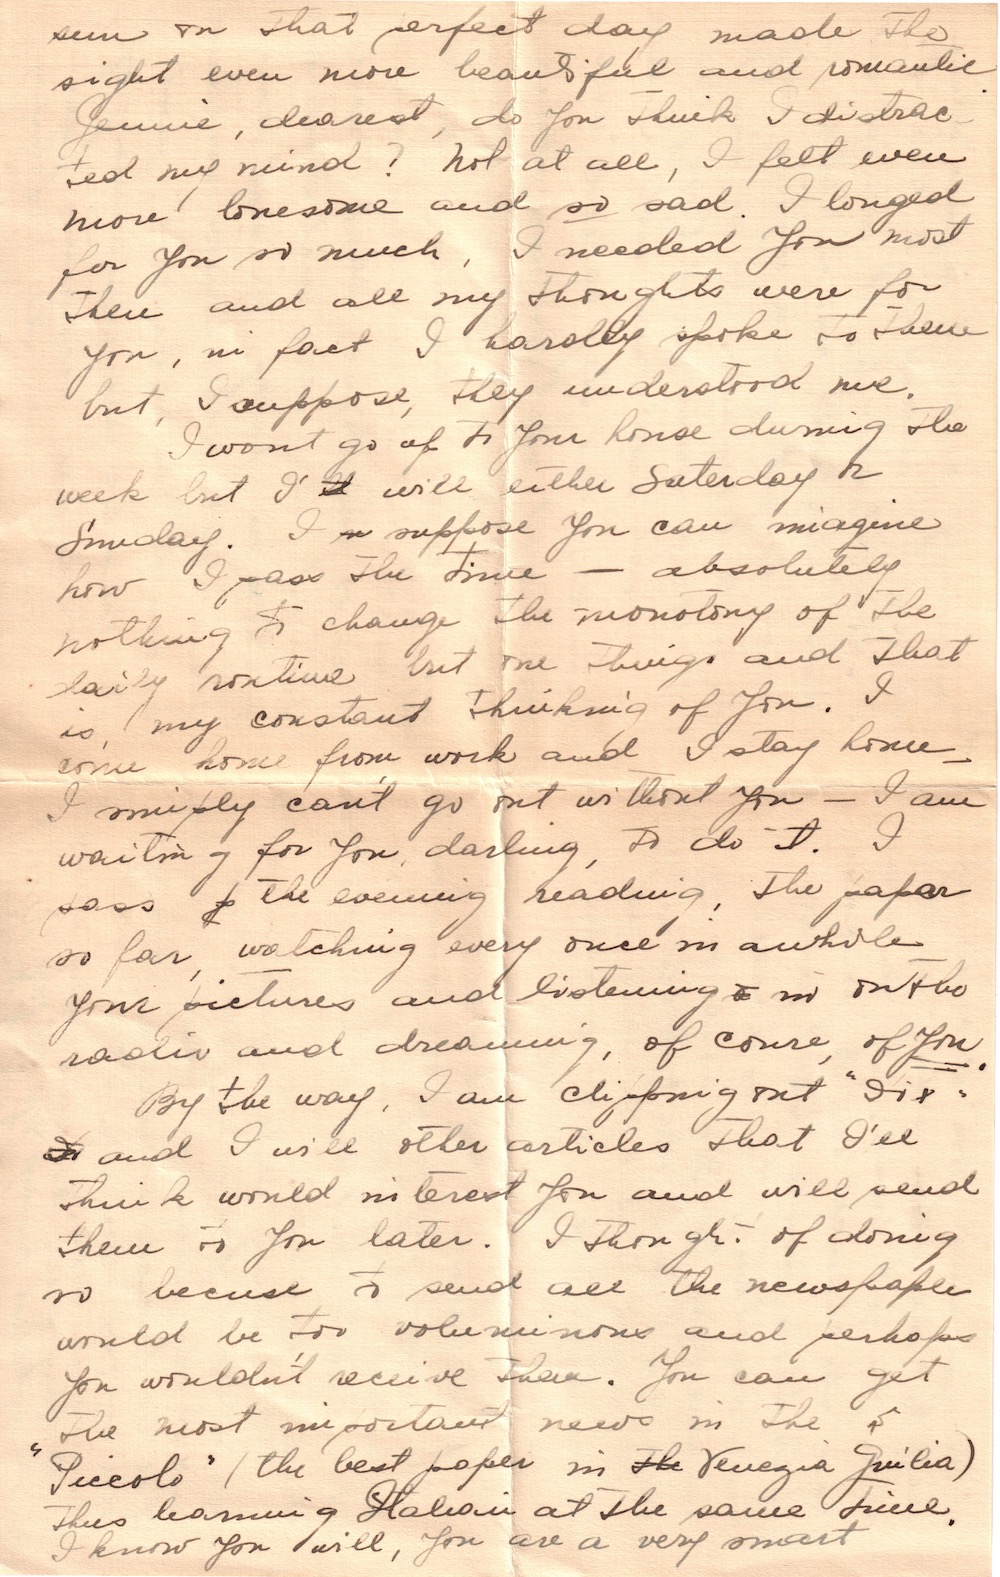 sun on that perfect day made the
sight even more beautiful and romantic.
Jennie, dearest, do you think I distrac-
ted my mind? Not at all, I felt even
more lonesome and so sad. I longed
for You so much, I needed You most
then and all my thoughts were for
You, in fact I hardly spoke to them
but, I suppose, they understood me.
I wont go up to Your house during the
week but I'll will either Saterday or
Sunday. I suppose You can imagine
how I pass the time — absolutely
nothing to change the monotony of the
daily routine but one things and that
is, my constant thinking of You. I
come home from work and I stay home_
I simply can't go out without You — I am
waiting for You, darling, to do it. I
pass the evening reading, the paper
so far, watching every once in awhile
Your pictures and listening in on the
radio and dreaming, of course, of You.
By the way, I am clipping out "Dix"
and I will other articles that I'll
think would interest You and will send
them to You later. I thought of doing
so becuse to send all the newspaper
would be too voluminous and perhaps
You wouldn't receive them. You can get
the most important news in the
"Piccolo" (the best paper in the Venezia Guilia)
thus learning Italian at the same time.
I know You will, You are a very smart